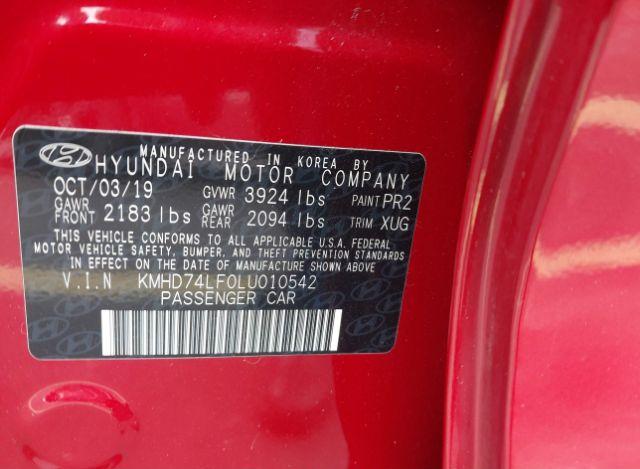 MANUFACTURED IN KOREA BY
HYUNDAI MOTOR COMPANY
OCT/03/19 GVWR 3924 lbs PAINT PR2
GAWR FRONT 2183 lbs GAWR REAR 2094 lbs TRIM XUG
THIS VEHICLE CONFORMS TO ALL APPLICABLE U.S.A. FEDERAL
MOTOR VEHICLE SAFETY, BUMPER, AND THEFT PREVENTION STANDARDS
IN EFFECT ON THE DATE OF MANUFACTURE SHOWN ABOVE.
V.I.N KMHD74LF0LU010542
PASSENGER CAR